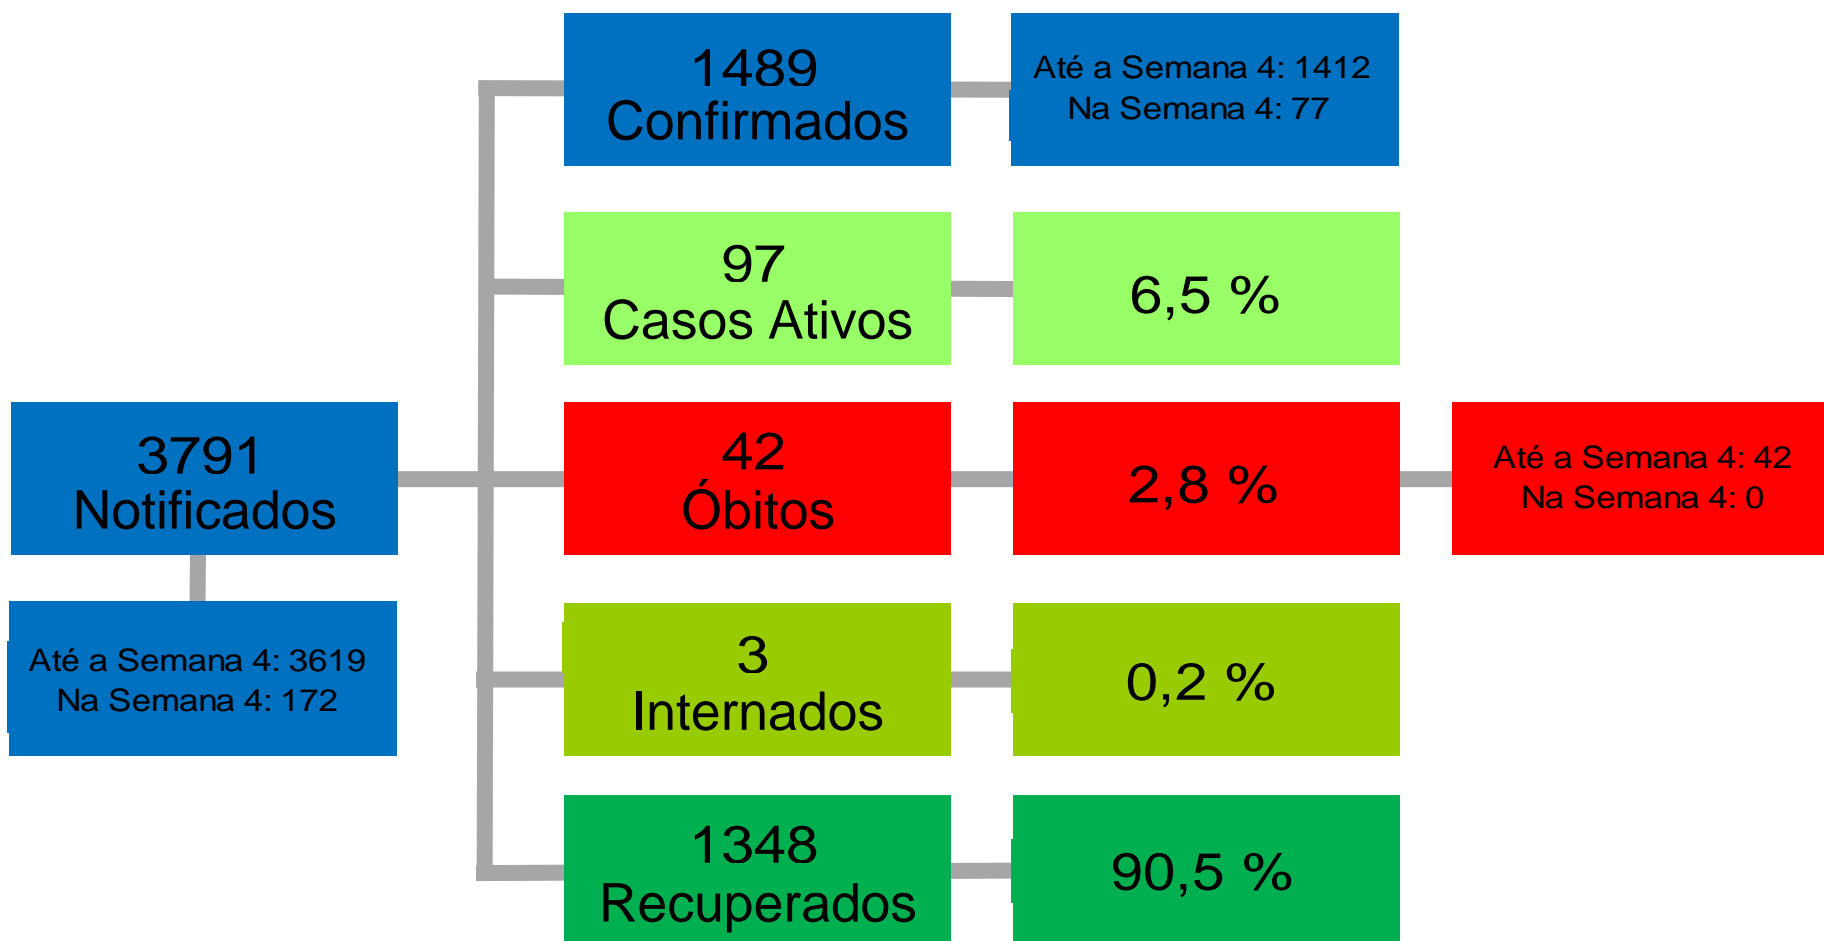 1489
Confirmados
Até a Semana 4: 1412
Na Semana 4: 77
97
Casos Ativos
6,5 %
3791
Notificados
42
Óbitos
2,8 %
Até a Semana 4: 42
Na Semana 4: 0
Até a Semana 4: 3619
Na Semana 4: 172
3
Internados
0,2 %
1348
Recuperados
90,5 %